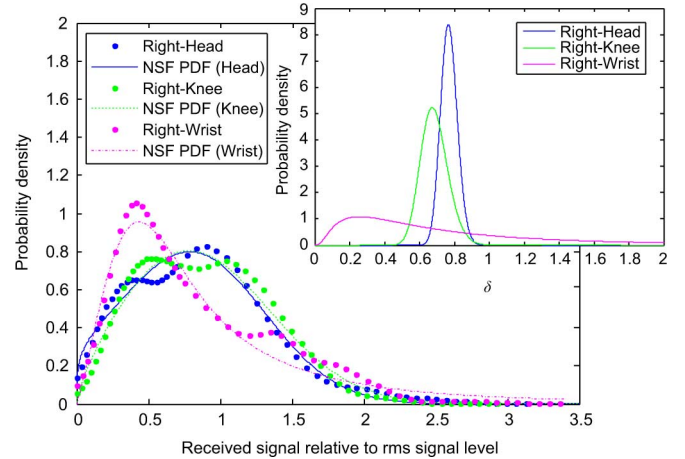 2
1.8
1.6
1.4
1.2
1
0.8
0.6
0.4
0.2
0
Probability density
Right-Head
NSF PDF (Head)
Right-Knee
NSF PDF (Knee)
Right-Wrist
NSF PDF (Wrist)
0 0.5 1 1.5 2 2.5 3 3.5
Received signal relative to rms signal level
9
8
7
6
5
4
3
2
1
0
Probability density
Right-Head
Right-Knee
Right-Wrist
0 0.2 0.4 0.6 0.8 1 1.2 1.4 1.6 1.8 2
δ